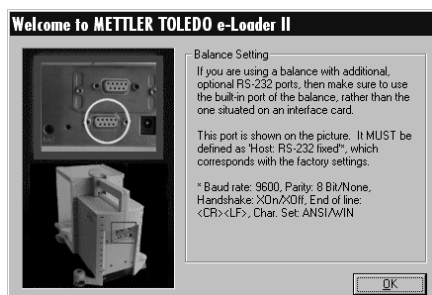 Welcome to METTLER TOLEDO e-Loader II
Balance Setting
If you are using a balance with additional,
optional RS-232 ports, then make sure to use
the built-in port of the balance, rather than the
one situated on an interface card.
This port is shown on the picture. It MUST be
defined as 'Host: RS-232 fixed'*, which
corresponds with the factory settings.
* Baud rate: 9600, Parity: 8 Bit/None,
Handshake: XOn/XOff, End of line:
<CR><LF>, Char. Set: ANSI/WIN
OK